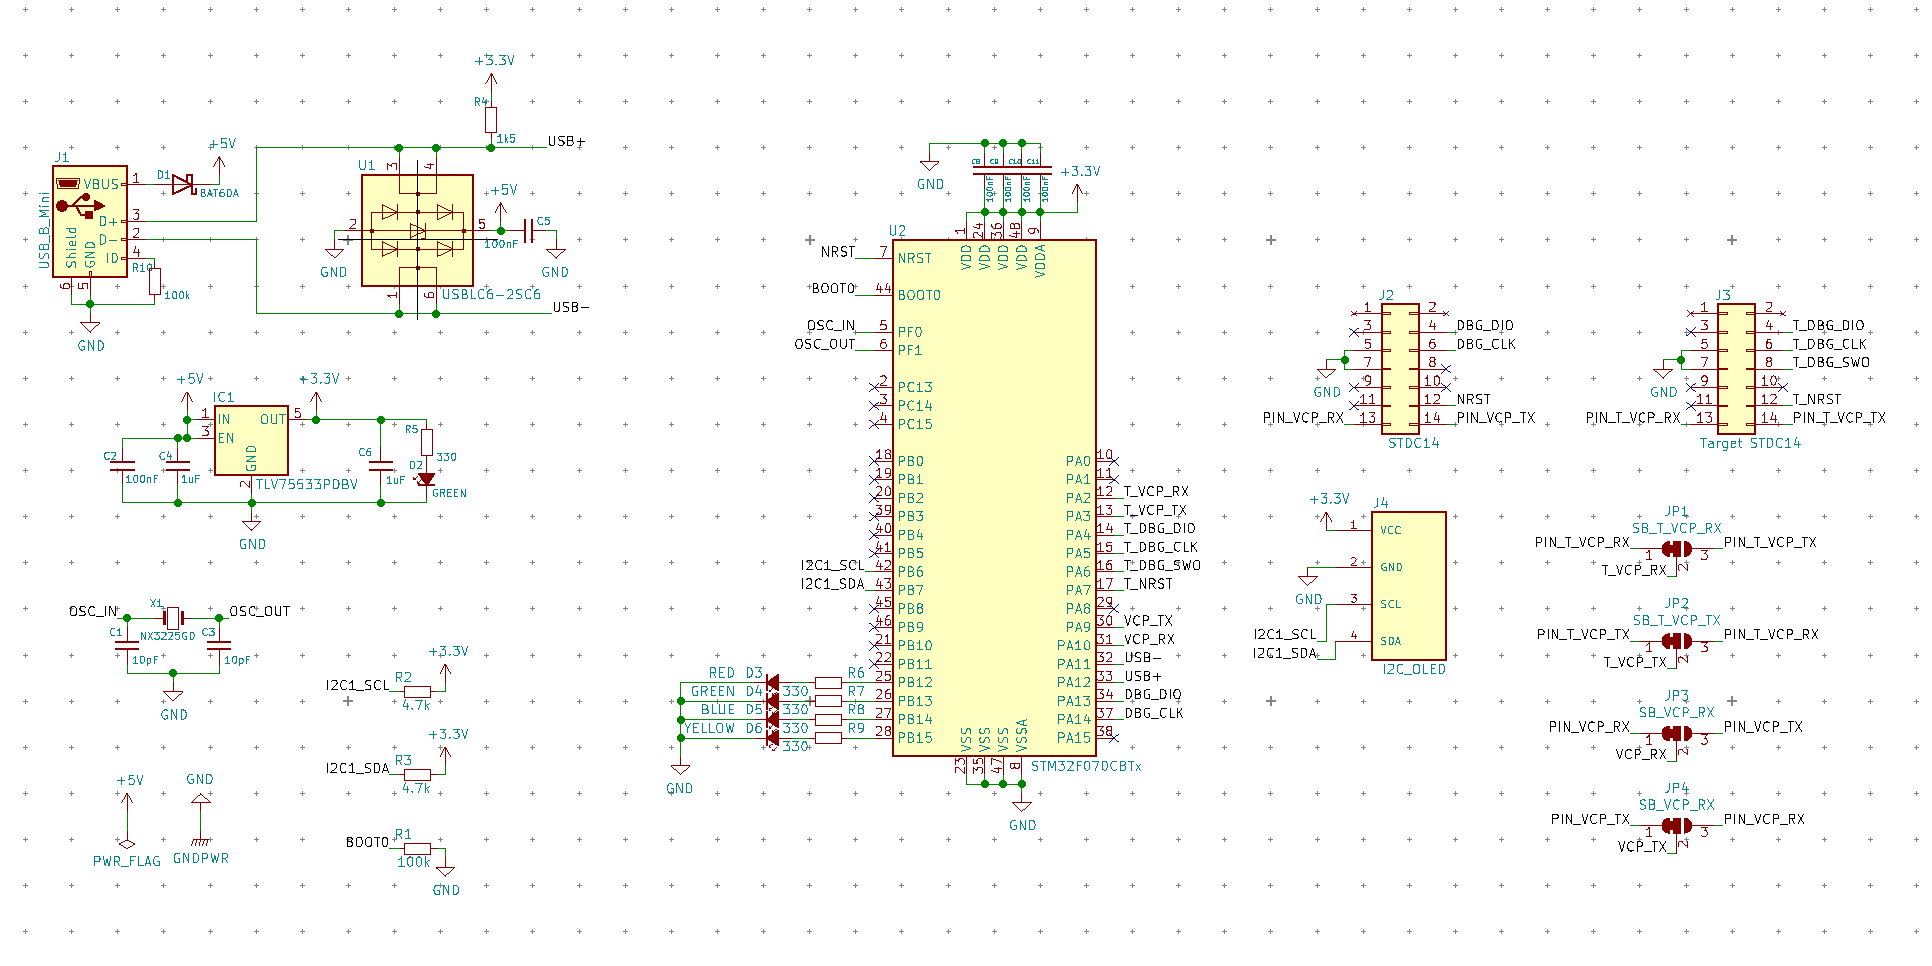 +3.3V
R4
1k5
USB+
J1
+5V
D1
BAT60A
VBUS 1
D+ 3
D- 2
ID 4
USB_B_Mini
Shield
GND
6
5
R10
100k
GND
U1
3
4
2
5
1
6
+5V
C5
100nF
GND
GND
USBLC6-2SC6
USB-
+5V
IC1
+3.3V
1 IN
OUT 5
3 EN
GND
2
TLV75533PDBV
C2
100nF
C4
1uF
C6
1uF
R5
330
D2
GREEN
GND
OSC_IN
X1
OSC_OUT
C1
NX3225GD
C3
10pF
10pF
GND
+3.3V
I2C1_SCL
R2
4.7k
+3.3V
I2C1_SDA
R3
4.7k
BOOT0
R1
100k
GND
+5V
PWR_FLAG
GND
GNDPWR
C8 C9 C10 C11
100nF 100nF 100nF 100nF
GND
+3.3V
U2
1 24 36 48 9
VDD VDD VDD VDD VDDA
NRST 7 NRST
BOOT0 44 BOOT0
OSC_IN 5 PF0
OSC_OUT 6 PF1
2 PC13
3 PC14
4 PC15
18 PB0
19 PB1
20 PB2
39 PB3
40 PB4
41 PB5
I2C1_SCL 42 PB6
I2C1_SDA 43 PB7
45 PB8
46 PB9
21 PB10
22 PB11
RED D3 R6 25 PB12
GREEN D4 330 R7 26 PB13
BLUE D5 330 R8 27 PB14
YELLOW D6 330 R9 28 PB15
330
GND
PA0 10
PA1 11
PA2 12 T_VCP_RX
PA3 13 T_VCP_TX
PA4 14 T_DBG_DIO
PA5 15 T_DBG_CLK
PA6 16 T_DBG_SWO
PA7 17 T_NRST
PA8 29
PA9 30 VCP_TX
PA10 31 VCP_RX
PA11 32 USB-
PA12 33 USB+
PA13 34 DBG_DIO
PA14 37 DBG_CLK
PA15 38
VSS VSS VSS VSSA
23 35 47 8
STM32F070CBTx
GND
J2
1 2
3 4 DBG_DIO
5 6 DBG_CLK
7 8
GND
9 10
11 12 NRST
PIN_VCP_RX 13 14 PIN_VCP_TX
STDC14
J3
1 2
3 4 T_DBG_DIO
5 6 T_DBG_CLK
7 8 T_DBG_SWO
GND
9 10
11 12 T_NRST
PIN_T_VCP_RX 13 14 PIN_T_VCP_TX
Target STDC14
+3.3V
J4
1 VCC
2 GND
GND
3 SCL
I2C1_SCL
4 SDA
I2C1_SDA
I2C_OLED
JP1
SB_T_VCP_RX
PIN_T_VCP_RX 1 3 PIN_T_VCP_TX
T_VCP_RX 2
JP2
SB_T_VCP_TX
PIN_T_VCP_TX 1 3 PIN_T_VCP_RX
T_VCP_TX 2
JP3
SB_VCP_RX
PIN_VCP_RX 1 3 PIN_VCP_TX
VCP_RX 2
JP4
SB_VCP_RX
PIN_VCP_TX 1 3 PIN_VCP_RX
VCP_TX 2